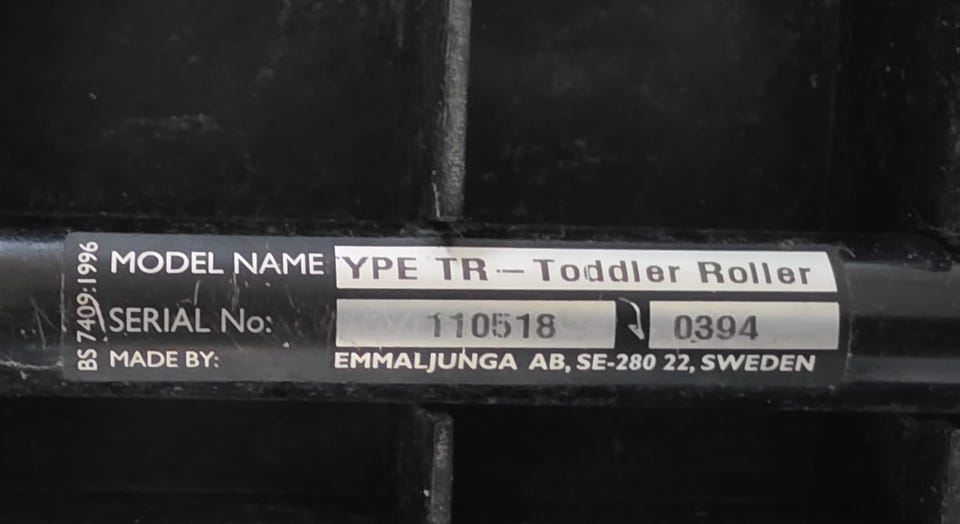 BS 7409:1996
MODEL NAME YPE TR – Toddler Roller
SERIAL No: 110518 0394
MADE BY: EMMALJUNGA AB, SE-280 22, SWEDEN